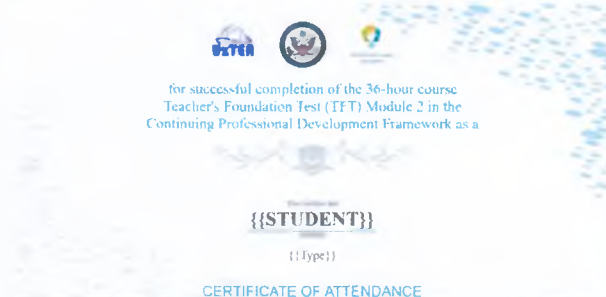 UzTEA
for successful completion of the 36-hour course
Teacher's Foundation Test (TFT) Module 2 in the
Continuing Professional Development Framework as a
{{STUDENT}}
{{Type}}
CERTIFICATE OF ATTENDANCE